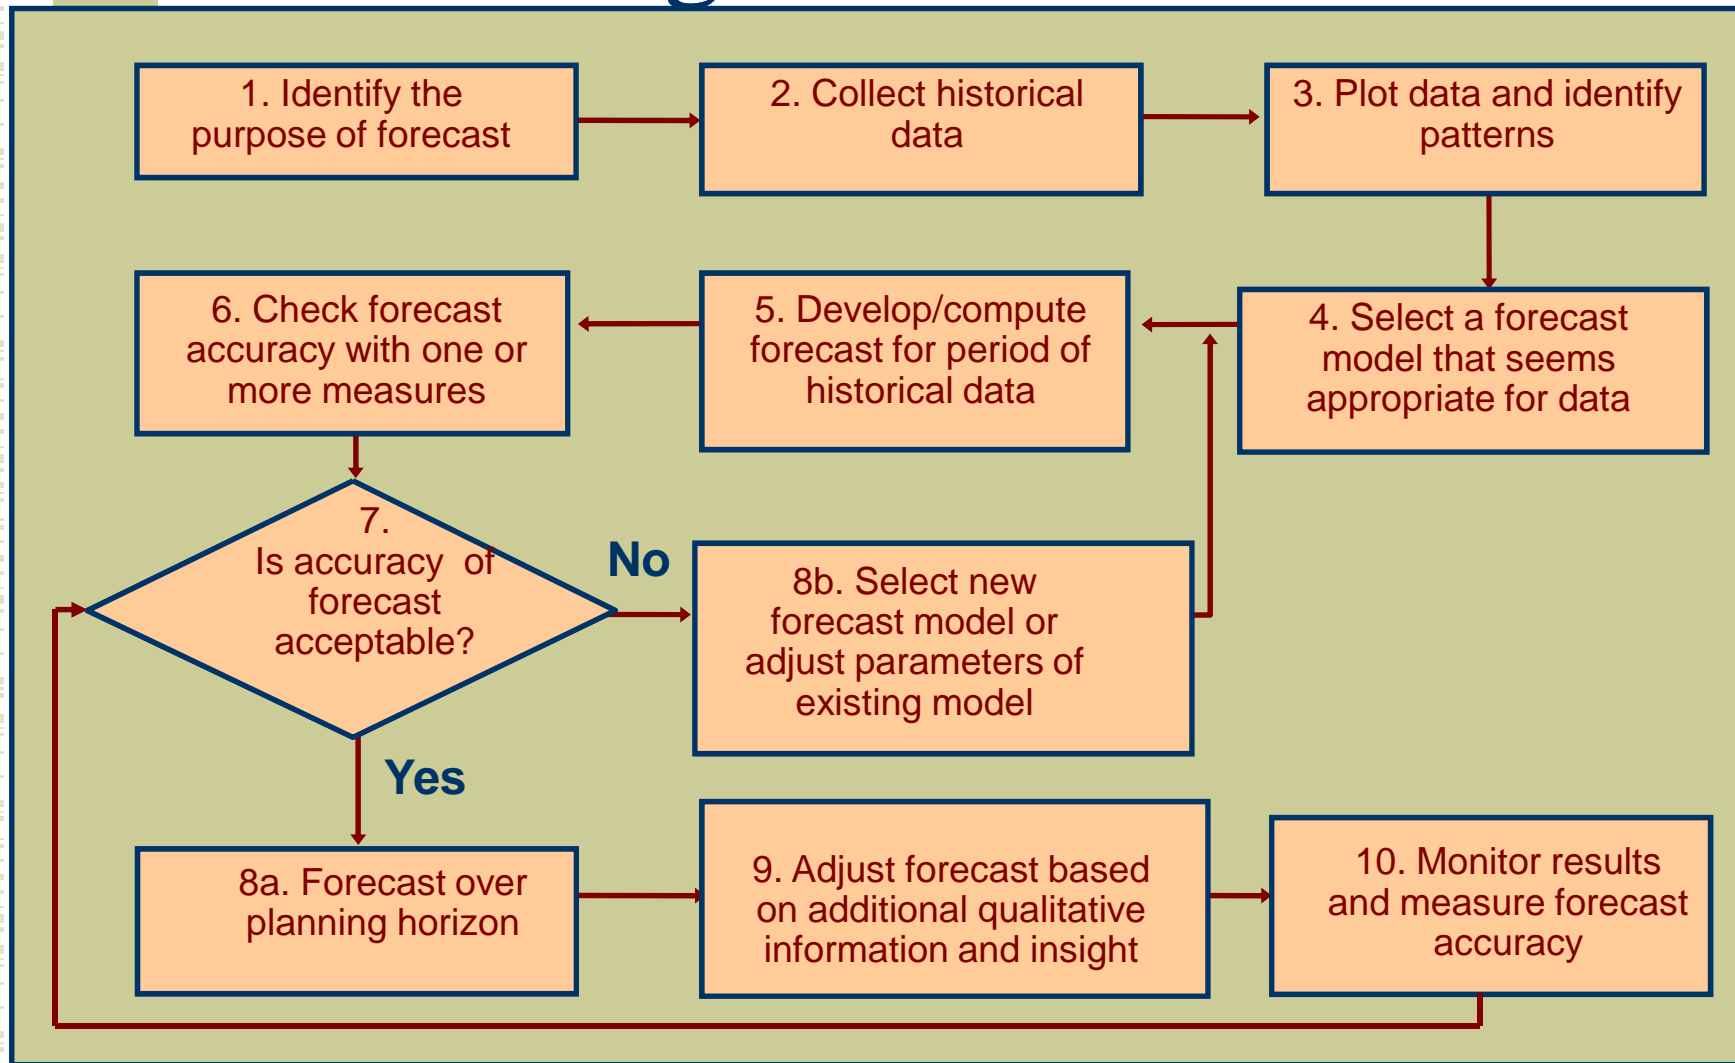 1. Identify the
purpose of forecast
2. Collect historical
data
3. Plot data and identify
patterns
6. Check forecast
accuracy with one or
more measures
5. Develop/compute
forecast for period of
historical data
4. Select a forecast
model that seems
appropriate for data
7.
Is accuracy of
forecast
acceptable?
No
8b. Select new
forecast model or
adjust parameters of
existing model
Yes
8a. Forecast over
planning horizon
9. Adjust forecast based
on additional qualitative
information and insight
10. Monitor results
and measure forecast
accuracy